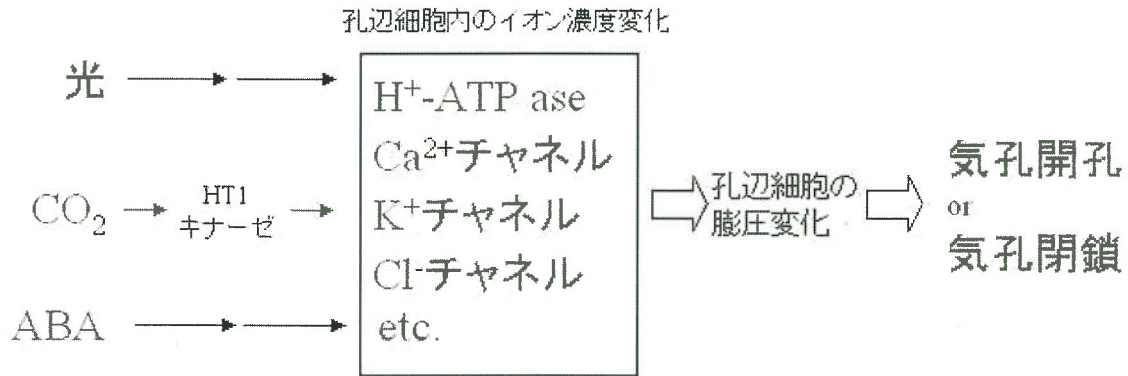 孔辺細胞内のイオン濃度変化
光
CO₂
HT1
キナーゼ
ABA
H⁺-ATP ase
Ca²⁺チャネル
K⁺チャネル
Cl⁻チャネル
etc.
孔辺細胞の
膨圧変化
気孔開孔
or
気孔閉鎖